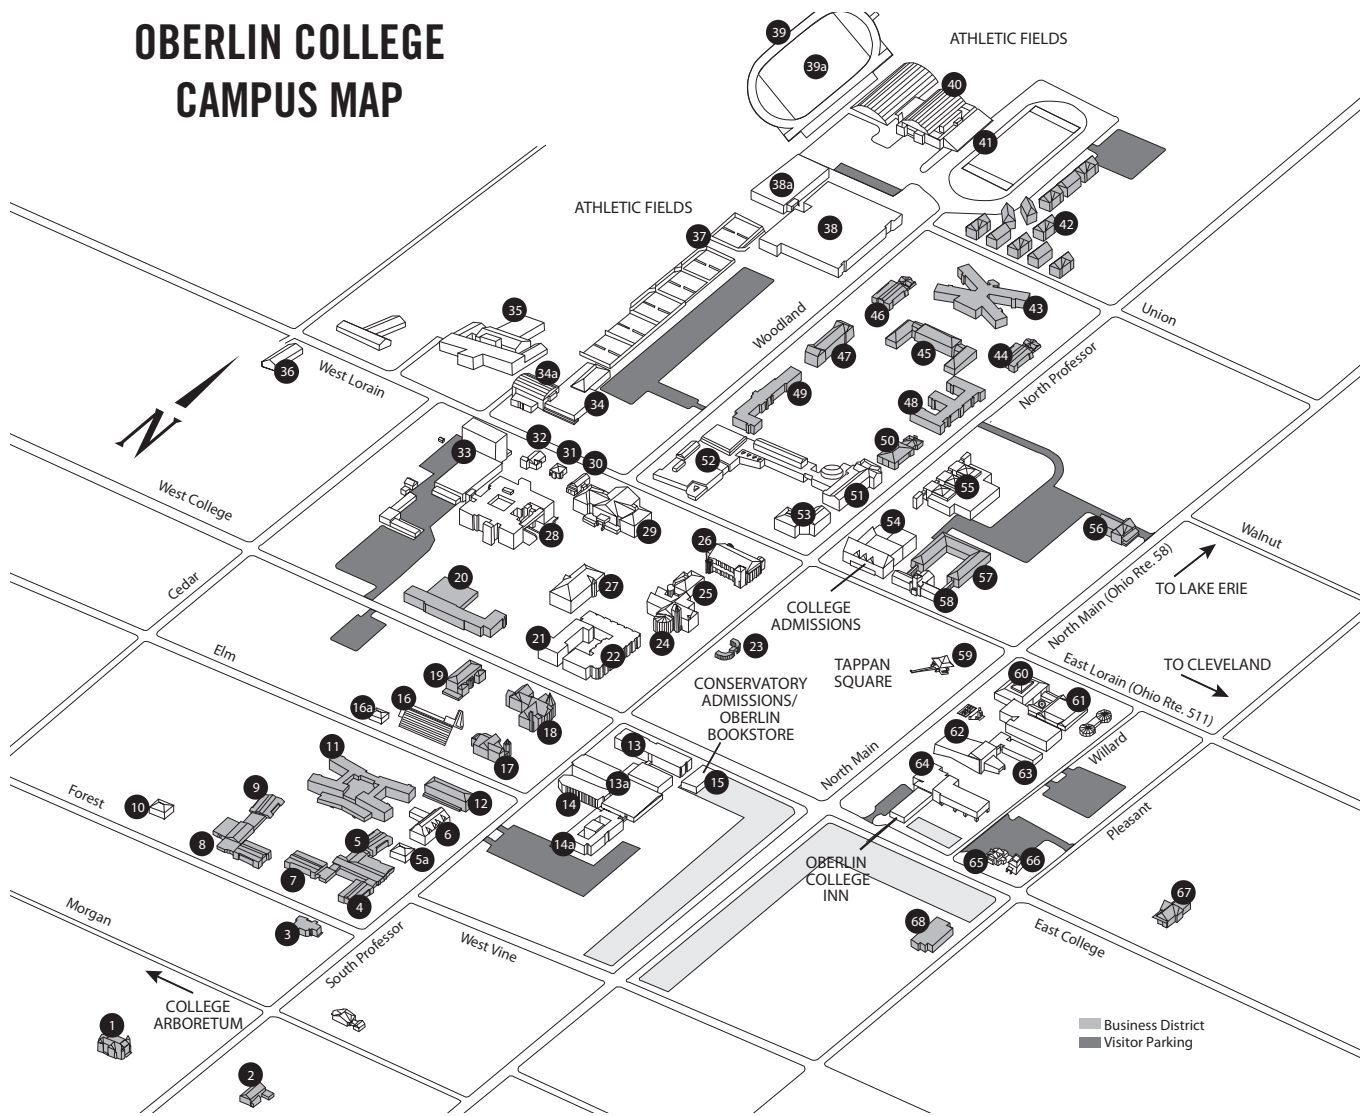 OBERLIN COLLEGE
CAMPUS MAP
39
39a
ATHLETIC FIELDS
40
41
38a
ATHLETIC FIELDS
38
37
42
43
46
45
44
47
48
49
50
Woodland
Union
North Professor
35
36
West Lorain
34a
34
N
33
32
31
30
52
51
53
54
55
56
57
58
28
29
26
27
25
24
20
21
22
23
West College
Cedar
Elm
COLLEGE
ADMISSIONS
Walnut
North Main (Ohio Rte. 58)
TO LAKE ERIE
TAPPAN
SQUARE
59
East Lorain (Ohio Rte. 511)
TO CLEVELAND
CONSERVATORY
ADMISSIONS/
OBERLIN
BOOKSTORE
19
16a
16
18
17
60
61
62
63
64
13
13a
14
14a
15
North Main
Willard
Pleasant
11
12
9
10
8
Forest
6
5
5a
7
4
3
65
66
67
68
OBERLIN
COLLEGE
INN
East College
Morgan
South Professor
West Vine
COLLEGE
ARBORETUM
1
2
Business District
Visitor Parking